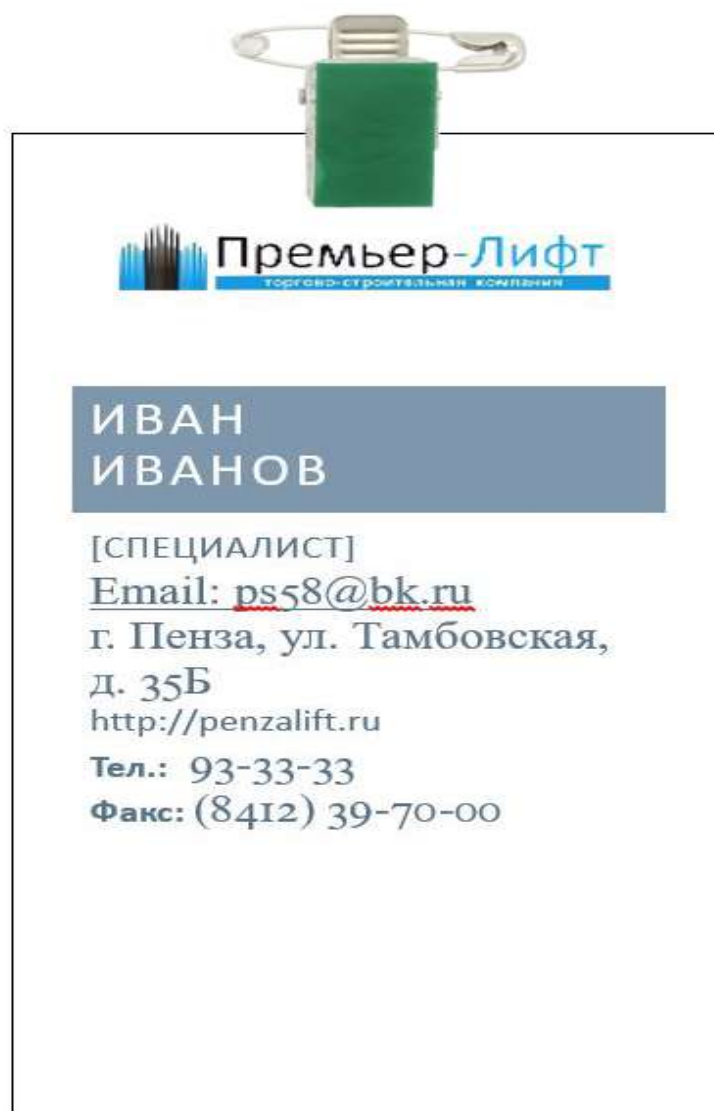 Премьер-Лифт
торгово-строительная компания
ИВАН
ИВАНОВ
[СПЕЦИАЛИСТ]
Email: ps58@bk.ru
г. Пенза, ул. Тамбовская,
д. 35Б
http://penzalift.ru
Тел.: 93-33-33
Факс: (8412) 39-70-00